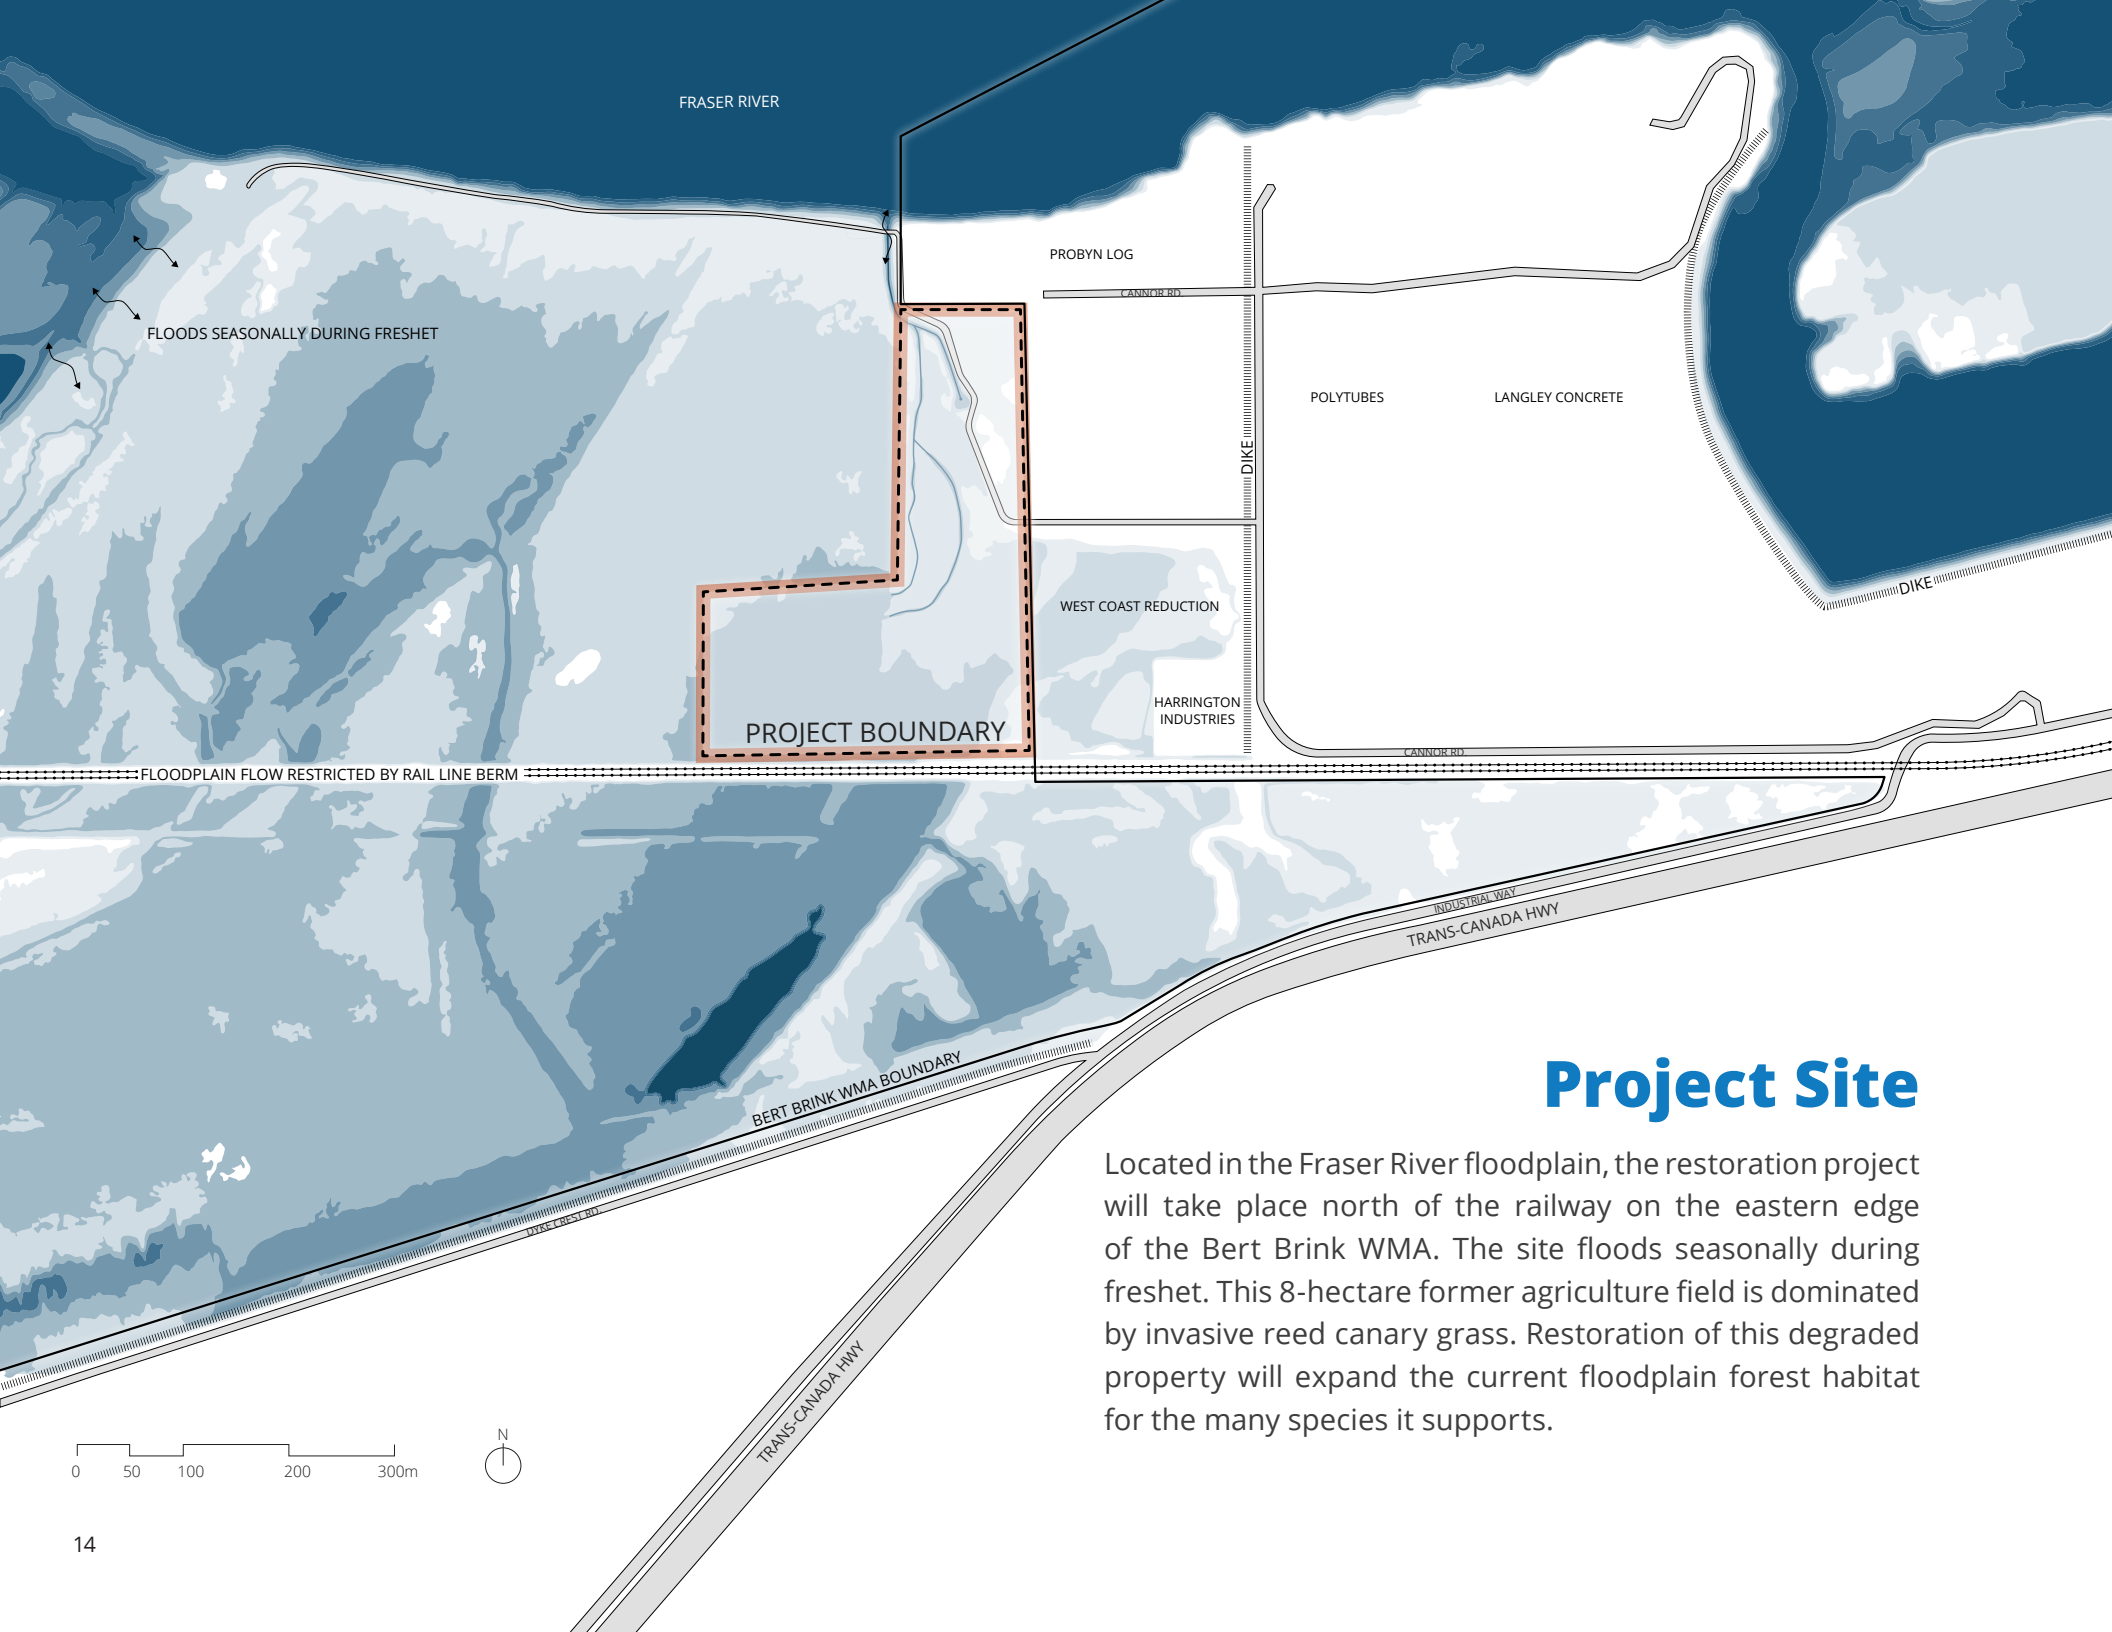 FRASER RIVER
PROBYN LOG
CANNOR RD.
FLOODS SEASONALLY DURING FRESHET
POLYTUBES
LANGLEY CONCRETE
DIKE
DIKE
WEST COAST REDUCTION
HARRINGTON
INDUSTRIES
PROJECT BOUNDARY
CANNOR RD.
FLOODPLAIN FLOW RESTRICTED BY RAIL LINE BERM
INDUSTRIAL WAY
TRANS-CANADA HWY
BERT BRINK WMA BOUNDARY
DYKE CREST RD.
TRANS-CANADA HWY
Project Site
Located in the Fraser River floodplain, the restoration project
will take place north of the railway on the eastern edge
of the Bert Brink WMA. The site floods seasonally during
freshet. This 8-hectare former agriculture field is dominated
by invasive reed canary grass. Restoration of this degraded
property will expand the current floodplain forest habitat
for the many species it supports.
N
0 50 100 200 300m
14